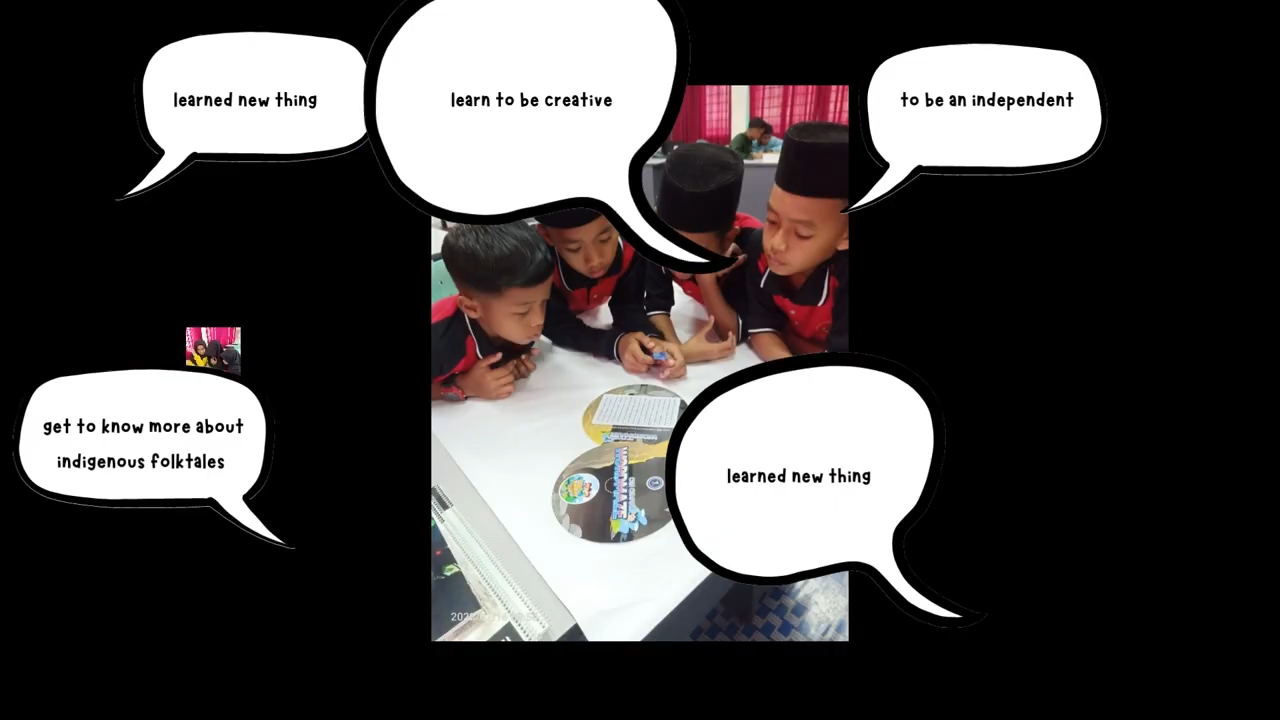 learned new thing
learn to be creative
to be an independent
get to know more about
indigenous folktales
learned new thing